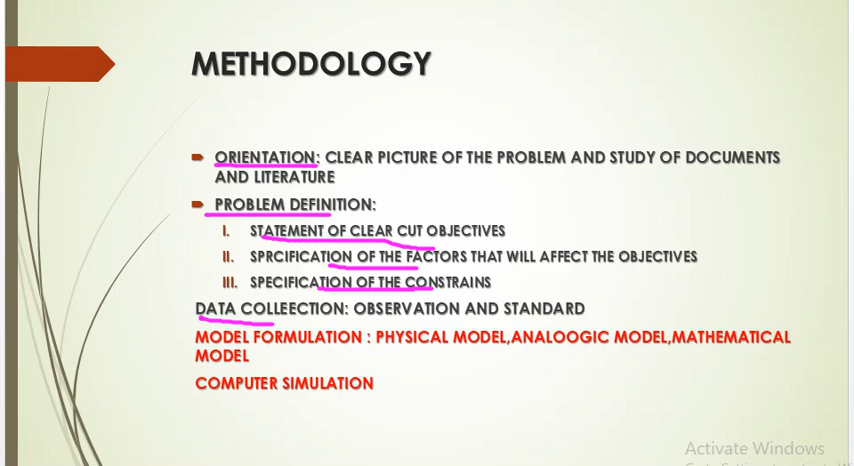 METHODOLOGY
ORIENTATION: CLEAR PICTURE OF THE PROBLEM AND STUDY OF DOCUMENTS
AND LITERATURE
PROBLEM DEFINITION:
I. STATEMENT OF CLEAR CUT OBJECTIVES
II. SPRCIFICATION OF THE FACTORS THAT WILL AFFECT THE OBJECTIVES
III. SPECIFICATION OF THE CONSTRAINS
DATA COLLEECTION: OBSERVATION AND STANDARD
MODEL FORMULATION : PHYSICAL MODEL,ANALOOGIC MODEL,MATHEMATICAL
MODEL
COMPUTER SIMULATION
Activate Windows